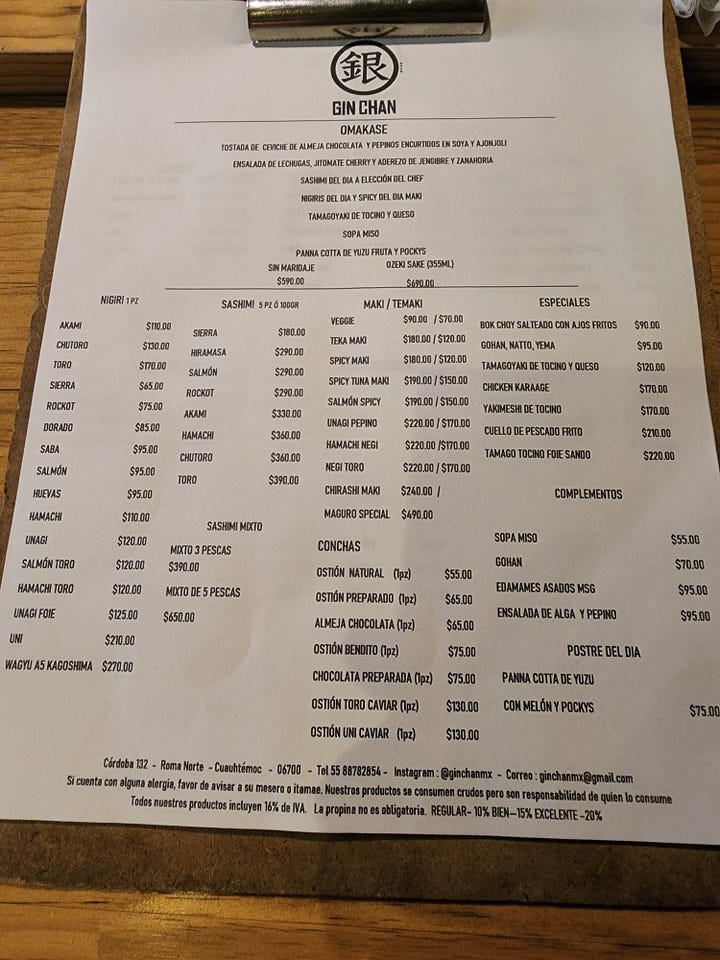 銀
GIN CHAN
OMAKASE
TOSTADA DE CEVICHE DE ALMEJA CHOCOLATA Y PEPINOS ENCURTIDOS EN SOYA Y AJONJOLI
ENSALADA DE LECHUGAS, JITOMATE CHERRY Y ADEREZO DE JENGIBRE Y ZANAHORIA
SASHIMI DEL DIA A ELECCIÓN DEL CHEF
NIGIRIS DEL DIA Y SPICY DEL DIA MAKI
TAMAGOYAKI DE TOCINO Y QUESO
SOPA MISO
PANNA COTTA DE YUZU FRUTA Y POCKYS
SIN MARIDAJE
$590.00
OZEKI SAKE (355ML)
$690.00
NIGIRI 1 PZ
AKAMI $110.00
CHUTORO $130.00
TORO $170.00
SIERRA $65.00
ROCKOT $75.00
DORADO $85.00
SABA $95.00
SALMÓN $95.00
HUEVAS $95.00
HAMACHI $110.00
UNAGI $120.00
SALMÓN TORO $120.00
HAMACHI TORO $120.00
UNAGI FOIE $125.00
UNI $210.00
WAGYU A5 KAGOSHIMA $270.00
SASHIMI 5 PZ Ó 100GR
SIERRA $180.00
HIRAMASA $290.00
SALMÓN $290.00
ROCKOT $290.00
AKAMI $330.00
HAMACHI $360.00
CHUTORO $360.00
TORO $390.00
SASHIMI MIXTO
MIXTO 3 PESCAS
$390.00
MIXTO DE 5 PESCAS
$650.00
MAKI / TEMAKI
VEGGIE $90.00 / $70.00
TEKA MAKI $180.00 / $120.00
SPICY MAKI $180.00 / $120.00
SPICY TUNA MAKI $190.00 / $150.00
SALMÓN SPICY $190.00 / $150.00
UNAGI PEPINO $220.00 / $170.00
HAMACHI NEGI $220.00 /$170.00
NEGI TORO $220.00 / $170.00
CHIRASHI MAKI $240.00 /
MAGURO SPECIAL $490.00
CONCHAS
OSTIÓN NATURAL (1pz) $55.00
OSTIÓN PREPARADO (1pz) $65.00
ALMEJA CHOCOLATA (1pz) $65.00
OSTIÓN BENDITO (1pz) $75.00
CHOCOLATA PREPARADA (1pz) $75.00
OSTIÓN TORO CAVIAR (1pz) $130.00
OSTIÓN UNI CAVIAR (1pz) $130.00
ESPECIALES
BOK CHOY SALTEADO CON AJOS FRITOS $90.00
GOHAN, NATTO, YEMA $95.00
TAMAGOYAKI DE TOCINO Y QUESO $120.00
CHICKEN KARAAGE $170.00
YAKIMESHI DE TOCINO $170.00
CUELLO DE PESCADO FRITO $210.00
TAMAGO TOCINO FOIE SANDO $220.00
COMPLEMENTOS
SOPA MISO $55.00
GOHAN $70.00
EDAMAMES ASADOS MSG $95.00
ENSALADA DE ALGA Y PEPINO $95.00
POSTRE DEL DIA
PANNA COTTA DE YUZU
CON MELÓN Y POCKYS $75.00
Córdoba 132 - Roma Norte - Cuauhtémoc - 06700 - Tel 55 88782854 - Instagram : @ginchanmx - Correo : ginchanmx@gmail.com
Si cuenta con alguna alergia, favor de avisar a su mesero o itamae. Nuestros productos se consumen crudos pero son responsabilidad de quien lo consume
Todos nuestros productos incluyen 16% de IVA. La propina no es obligatoria. REGULAR- 10% BIEN—15% EXCELENTE -20%